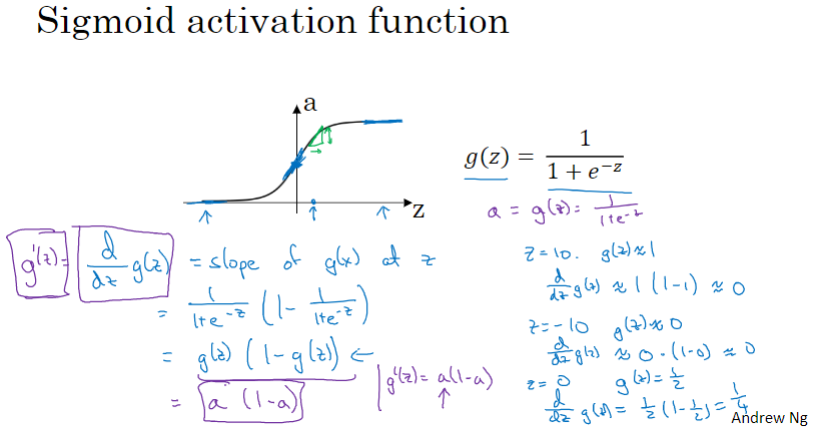 Sigmoid activation function
a
z
g(z) = 1 / (1 + e^-z)
a = g(z) = 1 / (1+e^-z)
g'(z) = d/dz g(z) = slope of g(x) at z
= 1 / (1+e^-z) (1 - 1 / (1+e^-z))
= g(z) (1 - g(z)) ←
= a (1-a)
g'(z) = a(1-a)
z = 10. g(z) ≈ 1
d/dz g(z) ≈ 1 (1-1) ≈ 0
z = -10 g(z) ≈ 0
d/dz g(z) ≈ 0 · (1-0) ≈ 0
z = 0 g(z) = 1/2
d/dz g(z) = 1/2 (1 - 1/2) = 1/4
Andrew Ng